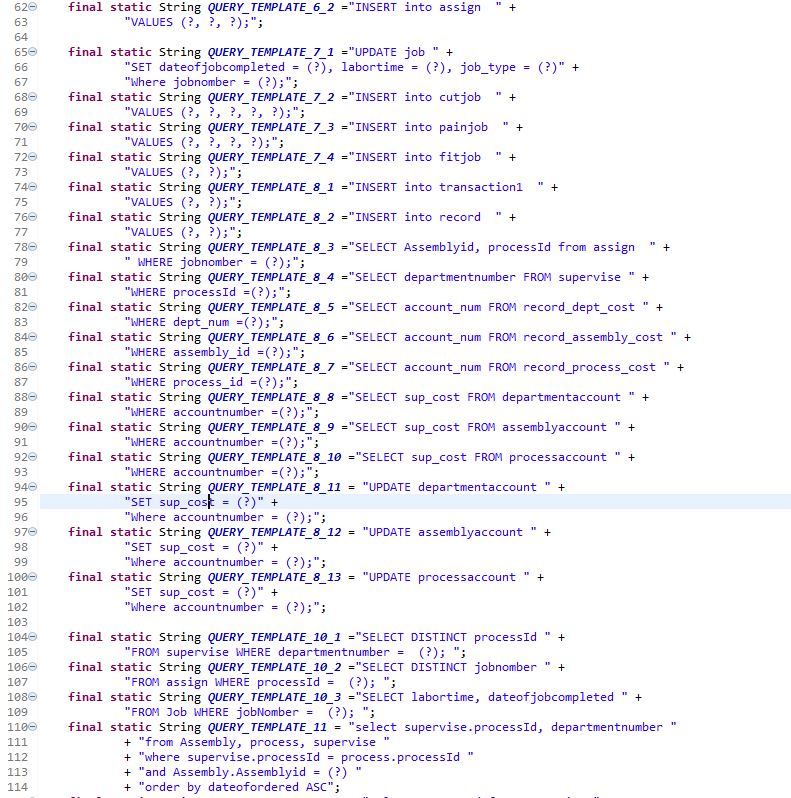 62 final static String QUERY_TEMPLATE_6_2 ="INSERT into assign  " +
63 "VALUES (?, ?, ?);";
64
65 final static String QUERY_TEMPLATE_7_1 ="UPDATE job " +
66 "SET dateofjobcompleted = (?), labortime = (?), job_type = (?)" +
67 "Where jobnomber = (?);";
68 final static String QUERY_TEMPLATE_7_2 ="INSERT into cutjob  " +
69 "VALUES (?, ?, ?, ?, ?);";
70 final static String QUERY_TEMPLATE_7_3 ="INSERT into painjob  " +
71 "VALUES (?, ?, ?, ?);";
72 final static String QUERY_TEMPLATE_7_4 ="INSERT into fitjob  " +
73 "VALUES (?, ?);";
74 final static String QUERY_TEMPLATE_8_1 ="INSERT into transaction1  " +
75 "VALUES (?, ?);";
76 final static String QUERY_TEMPLATE_8_2 ="INSERT into record  " +
77 "VALUES (?, ?);";
78 final static String QUERY_TEMPLATE_8_3 ="SELECT Assemblyid, processId from assign  " +
79 " WHERE jobnomber = (?);";
80 final static String QUERY_TEMPLATE_8_4 ="SELECT departmentnumber FROM supervise " +
81 "WHERE processId =(?);";
82 final static String QUERY_TEMPLATE_8_5 ="SELECT account_num FROM record_dept_cost " +
83 "WHERE dept_num =(?);";
84 final static String QUERY_TEMPLATE_8_6 ="SELECT account_num FROM record_assembly_cost " +
85 "WHERE assembly_id =(?);";
86 final static String QUERY_TEMPLATE_8_7 ="SELECT account_num FROM record_process_cost " +
87 "WHERE process_id =(?);";
88 final static String QUERY_TEMPLATE_8_8 ="SELECT sup_cost FROM departmentaccount " +
89 "WHERE accountnumber =(?);";
90 final static String QUERY_TEMPLATE_8_9 ="SELECT sup_cost FROM assemblyaccount " +
91 "WHERE accountnumber =(?);";
92 final static String QUERY_TEMPLATE_8_10 ="SELECT sup_cost FROM processaccount " +
93 "WHERE accountnumber =(?);";
94 final static String QUERY_TEMPLATE_8_11 = "UPDATE departmentaccount " +
95 "SET sup_cost = (?)" +
96 "Where accountnumber = (?);";
97 final static String QUERY_TEMPLATE_8_12 = "UPDATE assemblyaccount " +
98 "SET sup_cost = (?)" +
99 "Where accountnumber = (?);";
100 final static String QUERY_TEMPLATE_8_13 = "UPDATE processaccount " +
101 "SET sup_cost = (?)" +
102 "Where accountnumber = (?);";
103
104 final static String QUERY_TEMPLATE_10_1 ="SELECT DISTINCT processId " +
105 "FROM supervise WHERE departmentnumber =  (?); ";
106 final static String QUERY_TEMPLATE_10_2 ="SELECT DISTINCT jobnomber " +
107 "FROM assign WHERE processId =  (?); ";
108 final static String QUERY_TEMPLATE_10_3 ="SELECT labortime, dateofjobcompleted " +
109 "FROM Job WHERE jobNomber =  (?); ";
110 final static String QUERY_TEMPLATE_11 = "select supervise.processId, departmentnumber "
111 + "from Assembly, process, supervise "
112 + "where supervise.processId = process.processId "
113 + "and Assembly.Assemblyid = (?) "
114 + "order by dateofordered ASC";